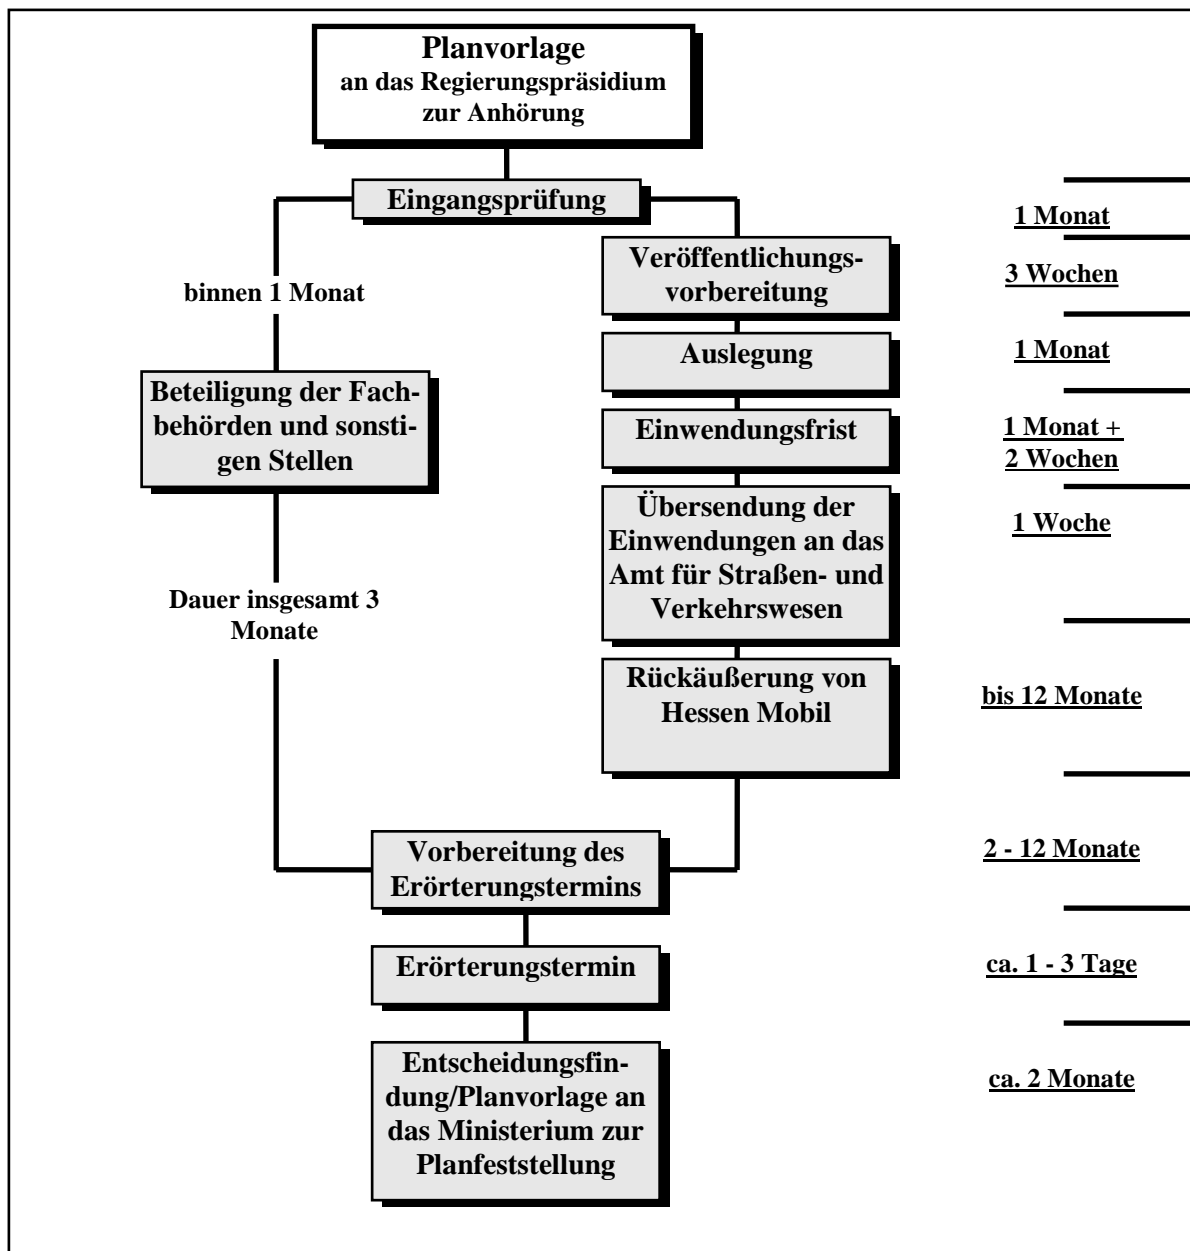 Planvorlage
an das Regierungspräsidium
zur Anhörung
Eingangsprüfung
1 Monat
Veröffentlichungs-
vorbereitung
3 Wochen
binnen 1 Monat
Auslegung
1 Monat
Beteiligung der Fach-
behörden und sonsti-
gen Stellen
Einwendungsfrist
1 Monat +
2 Wochen
Übersendung der
Einwendungen an das
Amt für Straßen- und
Verkehrswesen
1 Woche
Dauer insgesamt 3
Monate
Rückäußerung von
Hessen Mobil
bis 12 Monate
Vorbereitung des
Erörterungstermins
2 - 12 Monate
Erörterungstermin
ca. 1 - 3 Tage
Entscheidungsfin-
dung/Planvorlage an
das Ministerium zur
Planfeststellung
ca. 2 Monate